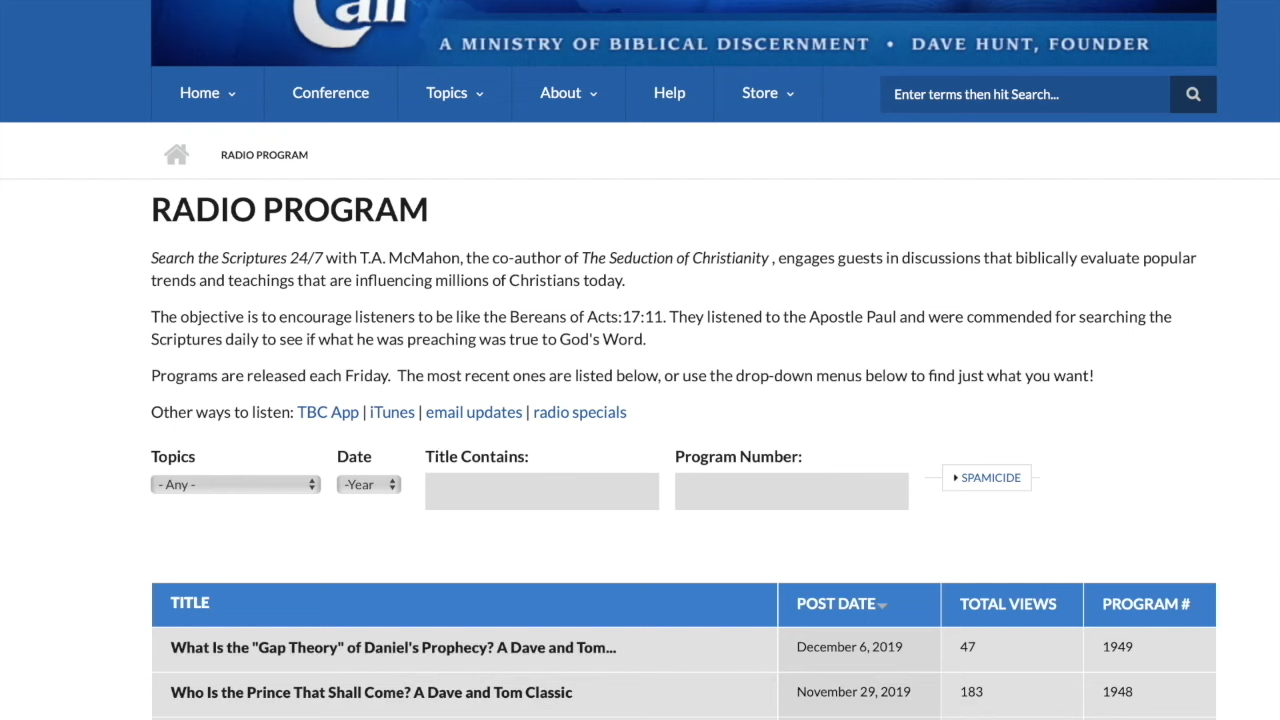 Call
A MINISTRY OF BIBLICAL DISCERNMENT • DAVE HUNT, FOUNDER
Home Conference Topics About Help Store Enter terms then hit Search...
RADIO PROGRAM
RADIO PROGRAM
Search the Scriptures 24/7 with T.A. McMahon, the co-author of The Seduction of Christianity , engages guests in discussions that biblically evaluate popular
trends and teachings that are influencing millions of Christians today.
The objective is to encourage listeners to be like the Bereans of Acts:17:11. They listened to the Apostle Paul and were commended for searching the
Scriptures daily to see if what he was preaching was true to God's Word.
Programs are released each Friday. The most recent ones are listed below, or use the drop-down menus below to find just what you want!
Other ways to listen: TBC App | iTunes | email updates | radio specials
Topics Date Title Contains: Program Number:
- Any - -Year SPAMICIDE
TITLE POST DATE TOTAL VIEWS PROGRAM #
What Is the "Gap Theory" of Daniel's Prophecy? A Dave and Tom... December 6, 2019 47 1949
Who Is the Prince That Shall Come? A Dave and Tom Classic November 29, 2019 183 1948